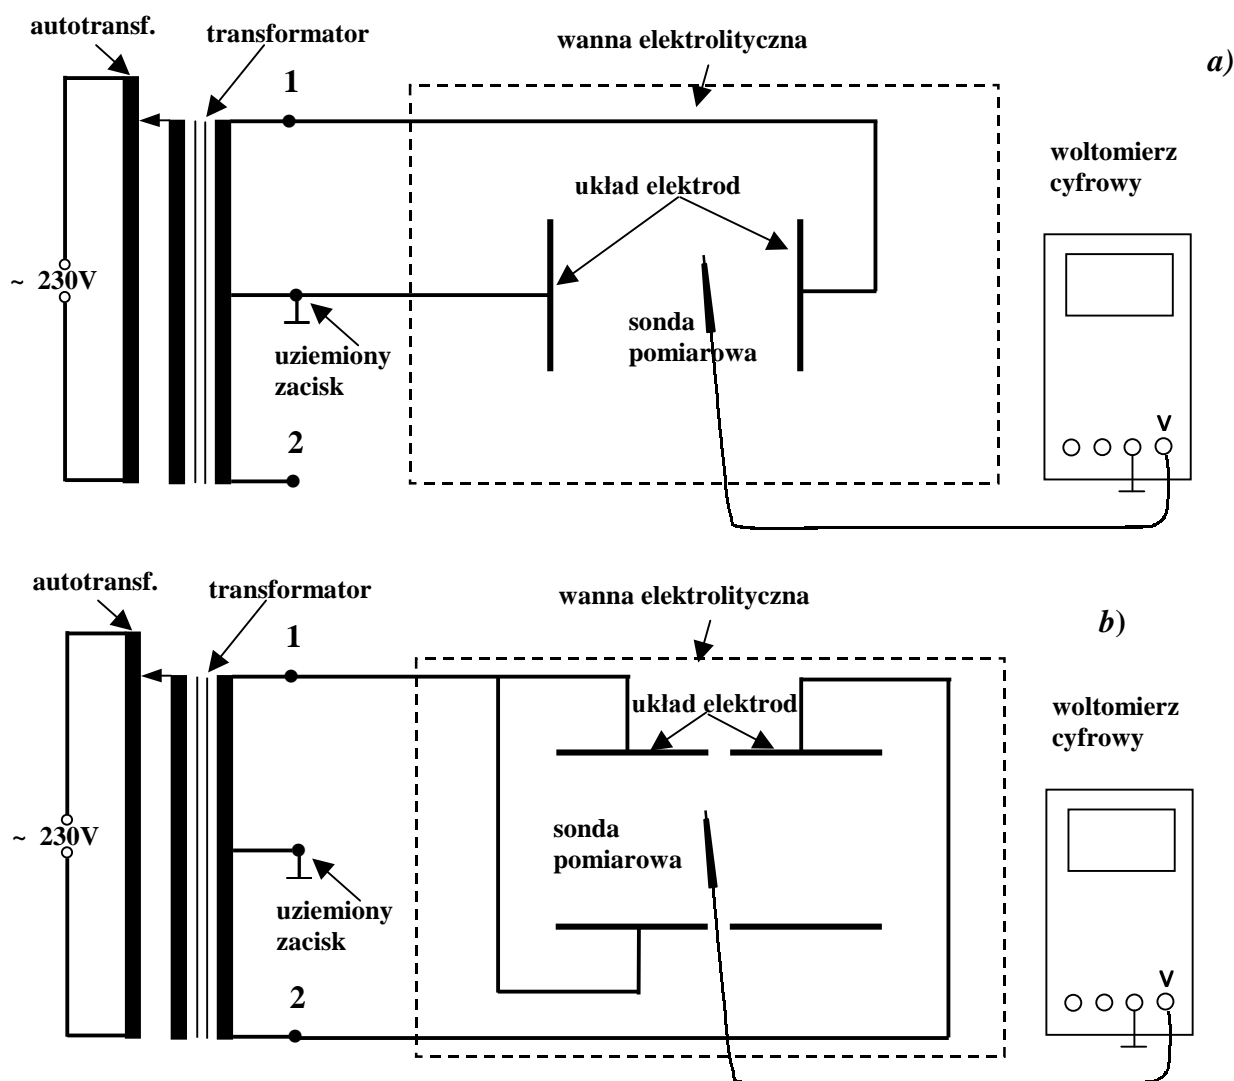 autotransf.
transformator
wanna elektrolityczna
a)
1
woltomierz
cyfrowy
układ elektrod
~ 230V
sonda
pomiarowa
uziemiony
zacisk
2
V
autotransf.
transformator
wanna elektrolityczna
b)
1
układ elektrod
woltomierz
cyfrowy
~ 230V
sonda
pomiarowa
uziemiony
zacisk
2
V